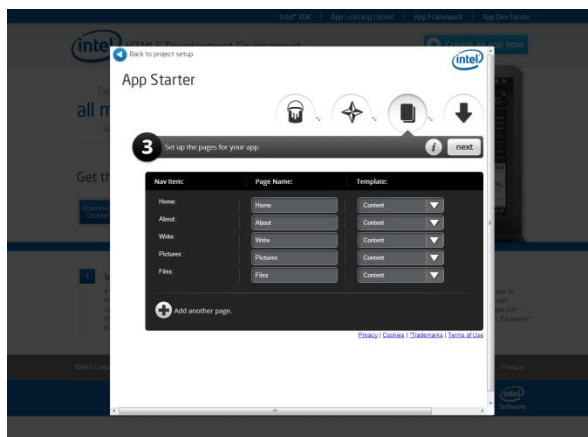 Intel® XDK | App Learning Center | App Framework | App Dev Center
intel
Back to project setup
intel
App Starter
all m
3 Set up the pages for your app. i next
Get th
Nav Item: Page Name: Template:
Home: Home Content
About: About Content
Write: Write Content
Pictures: Pictures Content
Files: Files Content
Add another page.
Privacy | Cookies | *Trademarks | Terms of Use
1
Privacy
intel
Software